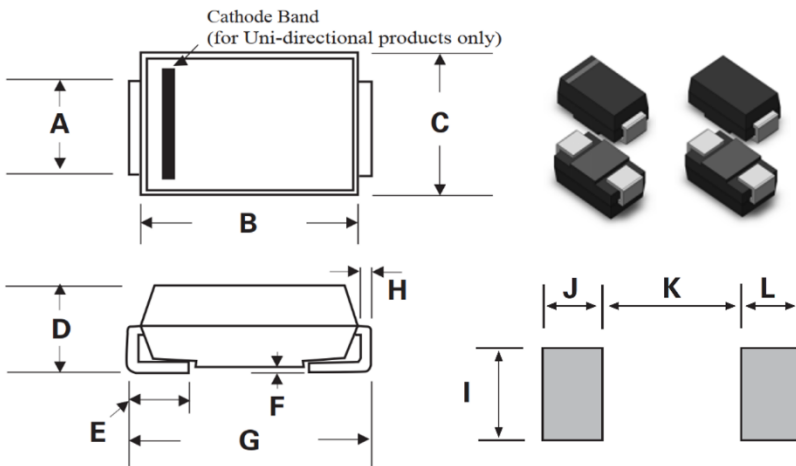 Cathode Band
(for Uni-directional products only)
A
C
B
H
D
J
K
L
I
F
E
G